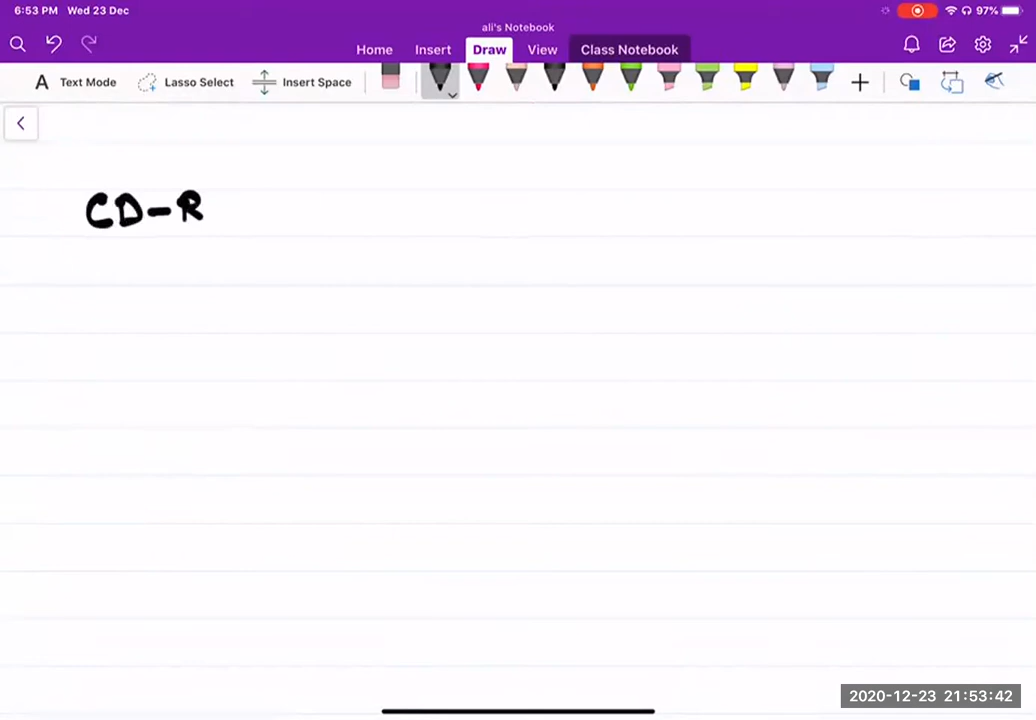 6:53 PM Wed 23 Dec 97%
ali's Notebook
Home Insert Draw View Class Notebook
A Text Mode Lasso Select Insert Space
CD-R
2020-12-23 21:53:42